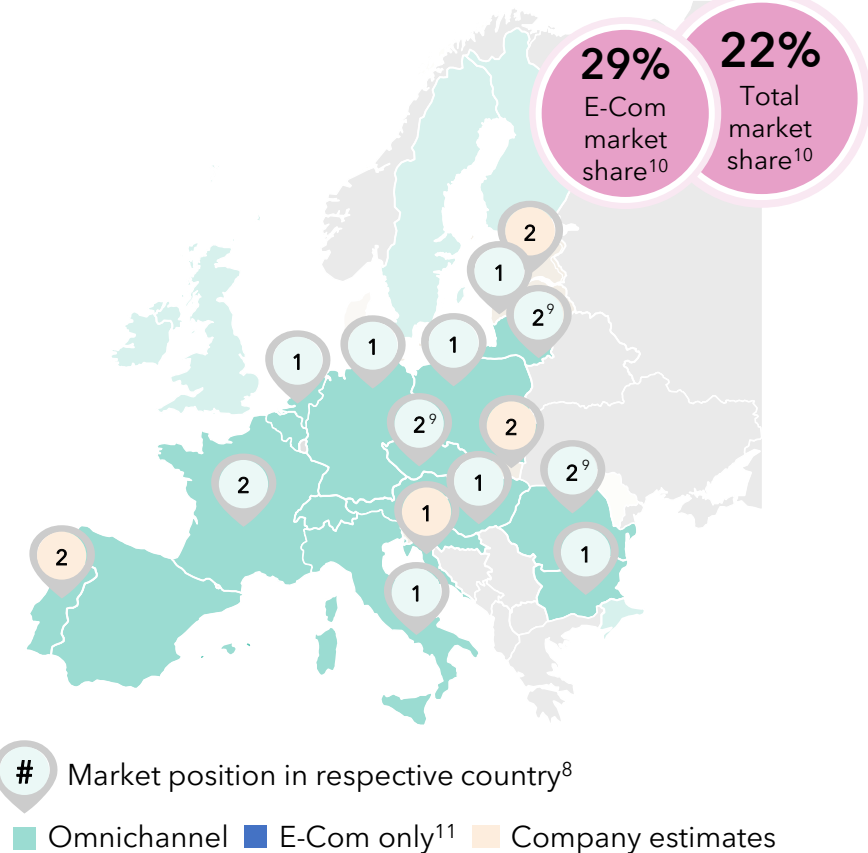 29%
E-Com
market
share¹⁰
22%
Total
market
share¹⁰
2
1
2⁹
1
1
1
2⁹
2
2
1
2⁹
1
1
2
1
# Market position in respective country⁸
Omnichannel E-Com only¹¹ Company estimates